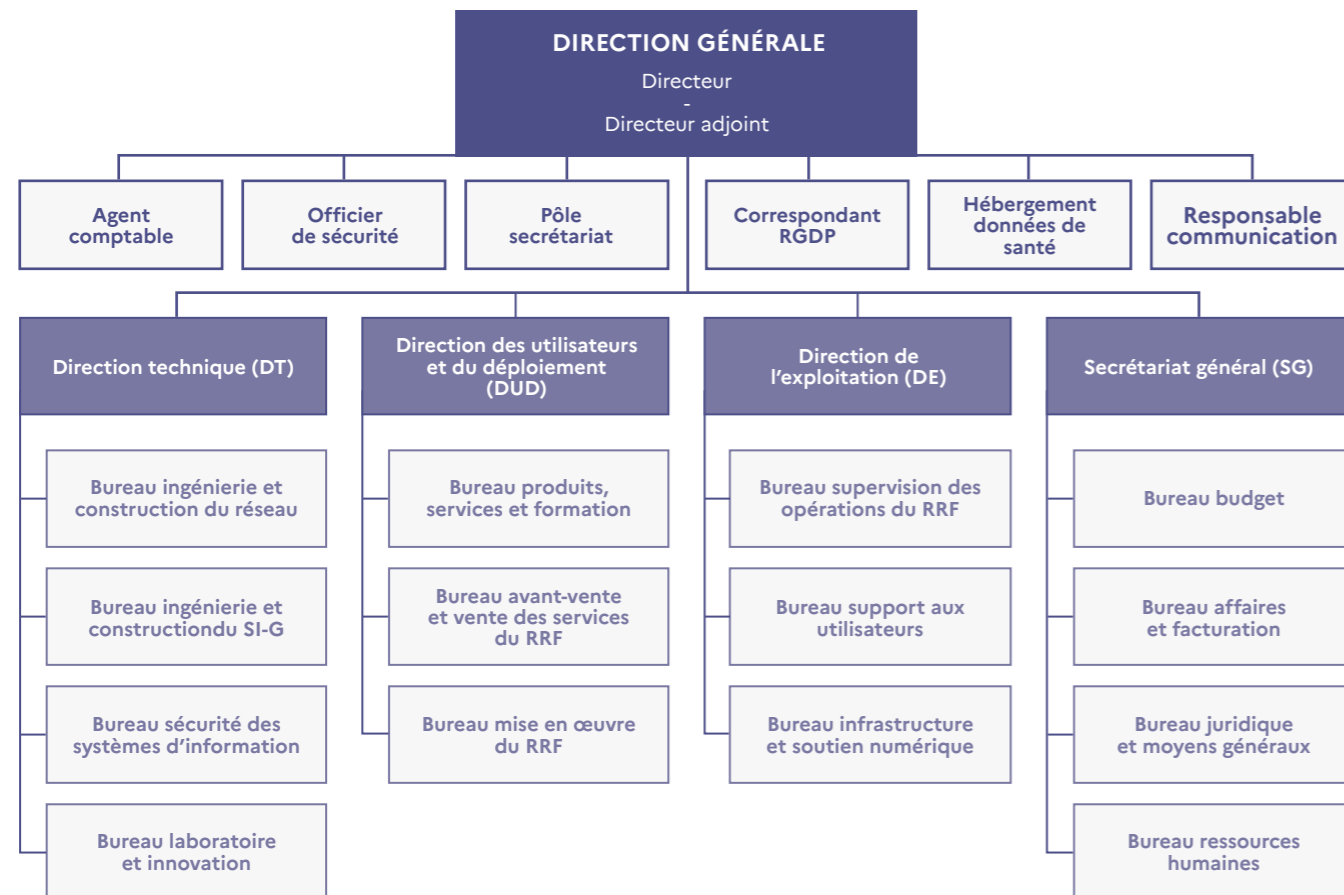 DIRECTION GÉNÉRALE
Directeur
-
Directeur adjoint
Agent
comptable
Officier
de sécurité
Pôle
secrétariat
Correspondant
RGDP
Hébergement
données de
santé
Responsable
communication
Direction technique (DT)
Bureau ingénierie et
construction du réseau
Bureau ingénierie et
constructiondu SI-G
Bureau sécurité des
systèmes d'information
Bureau laboratoire
et innovation
Direction des utilisateurs
et du déploiement
(DUD)
Bureau produits,
services et formation
Bureau avant-vente
et vente des services
du RRF
Bureau mise en œuvre
du RRF
Direction de
l'exploitation (DE)
Bureau supervision des
opérations du RRF
Bureau support aux
utilisateurs
Bureau infrastructure
et soutien numérique
Secrétariat général (SG)
Bureau budget
Bureau affaires
et facturation
Bureau juridique
et moyens généraux
Bureau ressources
humaines